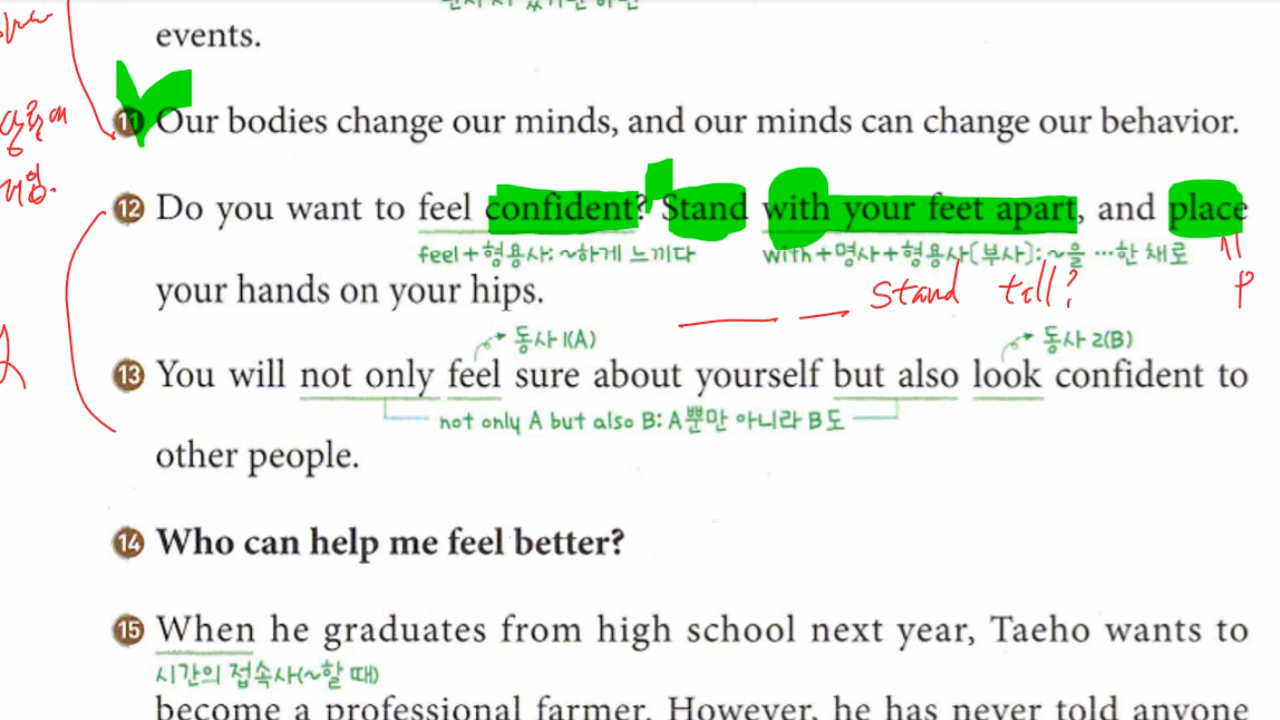 events.
⑪ Our bodies change our minds, and our minds can change our behavior.
⑫ Do you want to feel confident? Stand with your feet apart, and place
feel+형용사: ~하게 느끼다 with+명사+형용사[부사]: ~을 …한 채로
your hands on your hips.
Stand tall? P
동사 1(A) 동사 2(B)
⑬ You will not only feel sure about yourself but also look confident to
not only A but also B: A뿐만 아니라 B도
other people.
⑭ Who can help me feel better?
⑮ When he graduates from high school next year, Taeho wants to
시간의 접속사(~할 때)
become a professional farmer. However, he has never told anyone